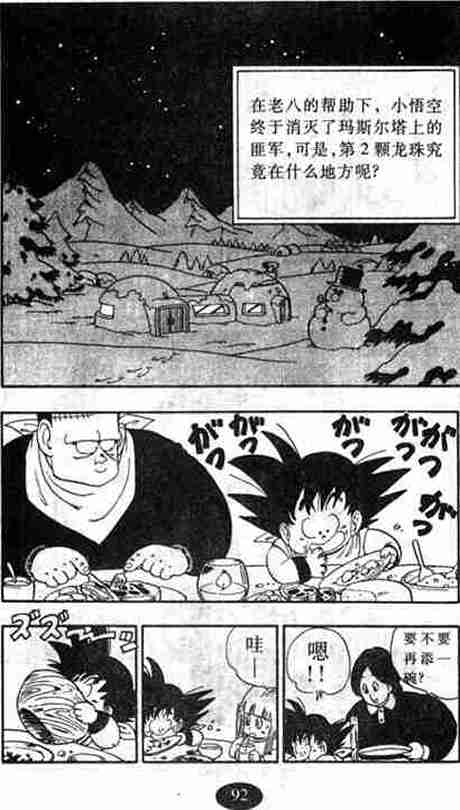 在老八的帮助下，小悟空
终于消灭了玛斯尔塔上的
匪军，可是，第2颗龙珠究
竟在什么地方呢？
がつ
がつ
がつ
がつ
がつ
がつ
要不要
再添一
碗？
嗯！！
哇—
ズズーッ
92